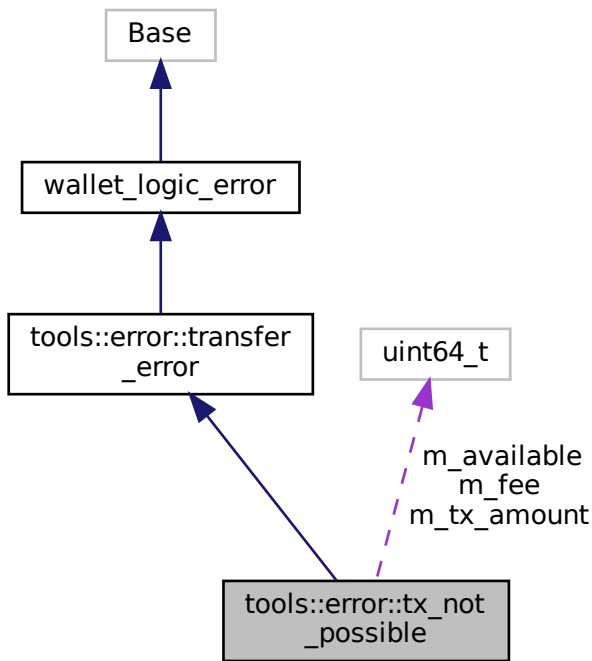 Base
wallet_logic_error
tools::error::transfer
_error
uint64_t
m_available
m_fee
m_tx_amount
tools::error::tx_not
_possible